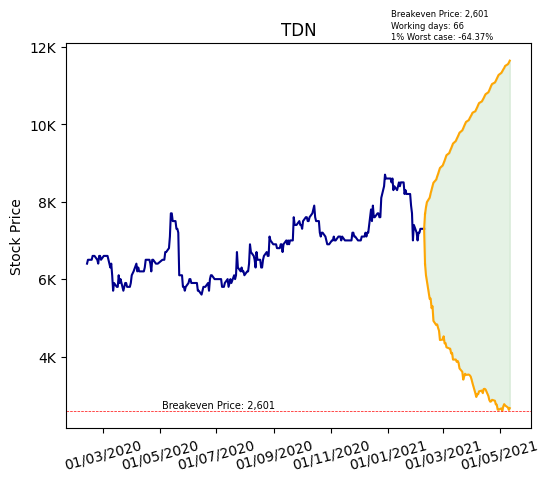 Breakeven Price: 2,601
Working days: 66
1% Worst case: -64.37%
TDN
Stock Price
12K
10K
8K
6K
4K
Breakeven Price: 2,601
01/03/2020
01/05/2020
01/07/2020
01/09/2020
01/11/2020
01/01/2021
01/03/2021
01/05/2021